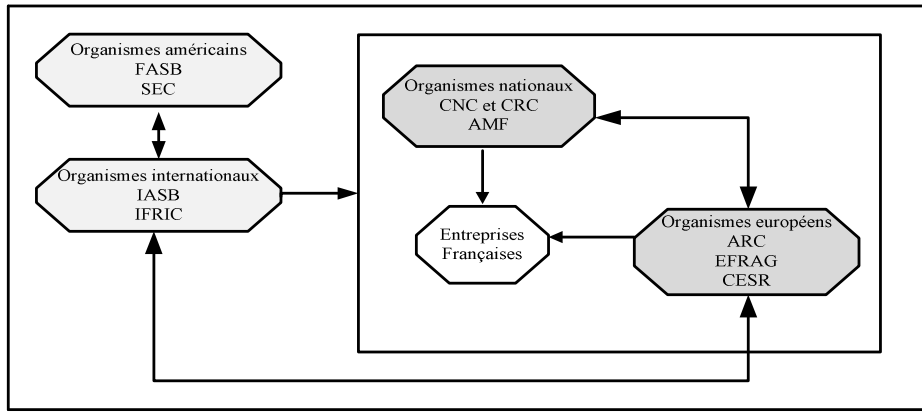 Organismes américains
FASB
SEC
Organismes internationaux
IASB
IFRIC
Organismes nationaux
CNC et CRC
AMF
Entreprises
Françaises
Organismes européens
ARC
EFRAG
CESR